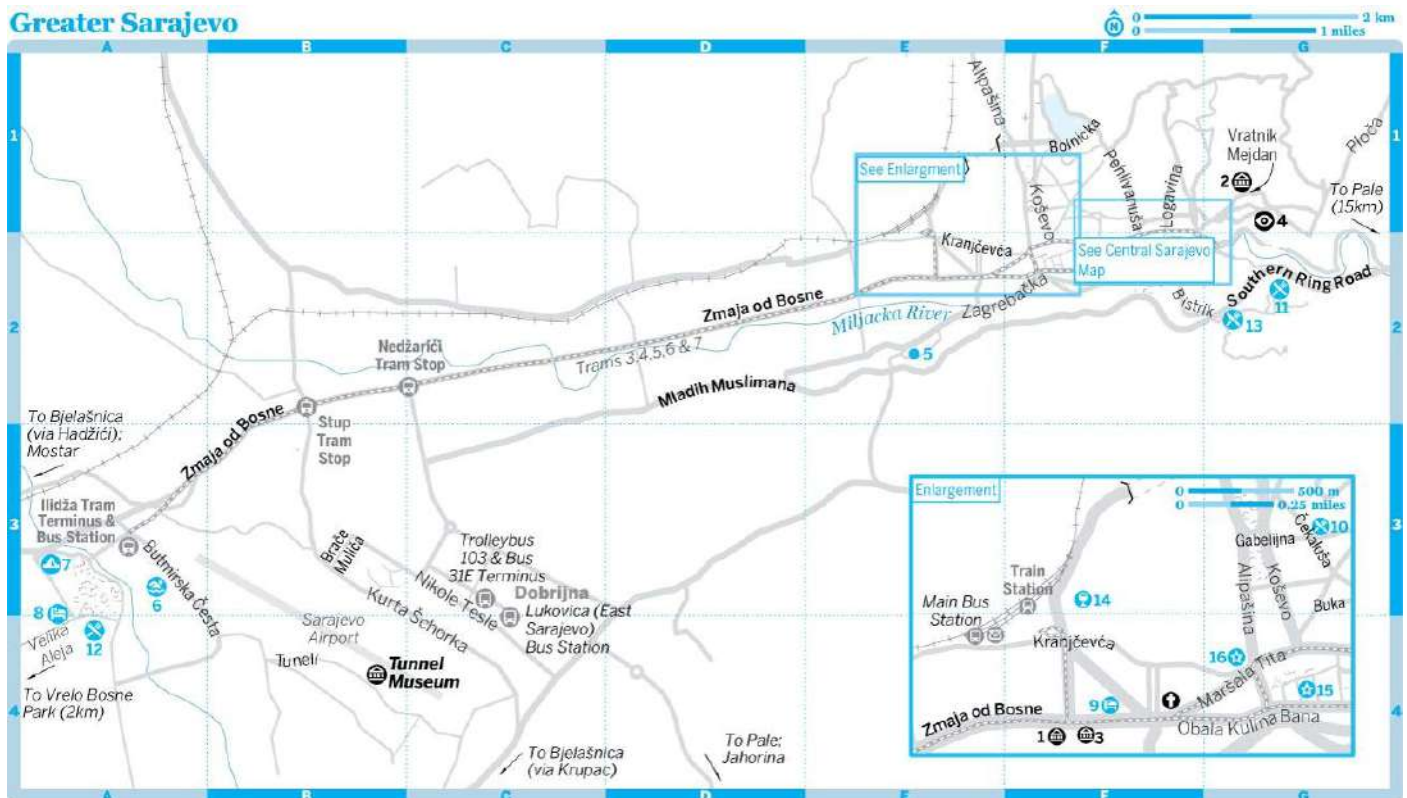 Greater Sarajevo
N
0 2 km
0 1 miles
A B C D E F G
1
Alipašina
Bolnička
Pehlivanuša
Logavina
Vratnik
Mejdan
2
Ploča
1
See Enlargment
Koševo
To Pale
(15km)
4
Kranjčevća
See Central Sarajevo
Map
Southern Ring Road
11
Bistrik
13
2
Zmaja od Bosne
Miljacka River
Zagrebačka
5
Nedžarići
Tram Stop
Trams 3,4,5,6 & 7
Mladih Muslimana
2
To Bjelašnica
(via Hadžići);
Mostar
Zmaja od Bosne
Stup
Tram
Stop
3
Ilidža Tram
Terminus &
Bus Station
7
6
Butmirska Česta
Braće
Mulića
Trolleybus
103 & Bus
31E Terminus
Nikole Tesle
Dobrijna
Kurta Schorka
Lukovica (East
Sarajevo)
Bus Station
8
Velika
Aleja
12
Sarajevo
Airport
Tuneli
Tunnel
Museum
To Vrelo Bosne
Park (2km)
4
To Bjelašnica
(via Krupac)
To Pale;
Jahorina
Enlargement
0 500 m
0 0.25 miles
10
Čekaluša
Gabelijna
Alipašina
Koševo
Buka
Train
Station
Main Bus
Station
14
Kranjčevća
16
Maršala Tita
15
9
Zmaja od Bosne
Obala Kulina Bana
1
3
3
4
A B C D E F G